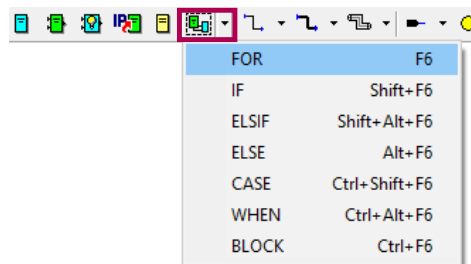 IP
FOR F6
IF Shift+F6
ELSIF Shift+Alt+F6
ELSE Alt+F6
CASE Ctrl+Shift+F6
WHEN Ctrl+Alt+F6
BLOCK Ctrl+F6